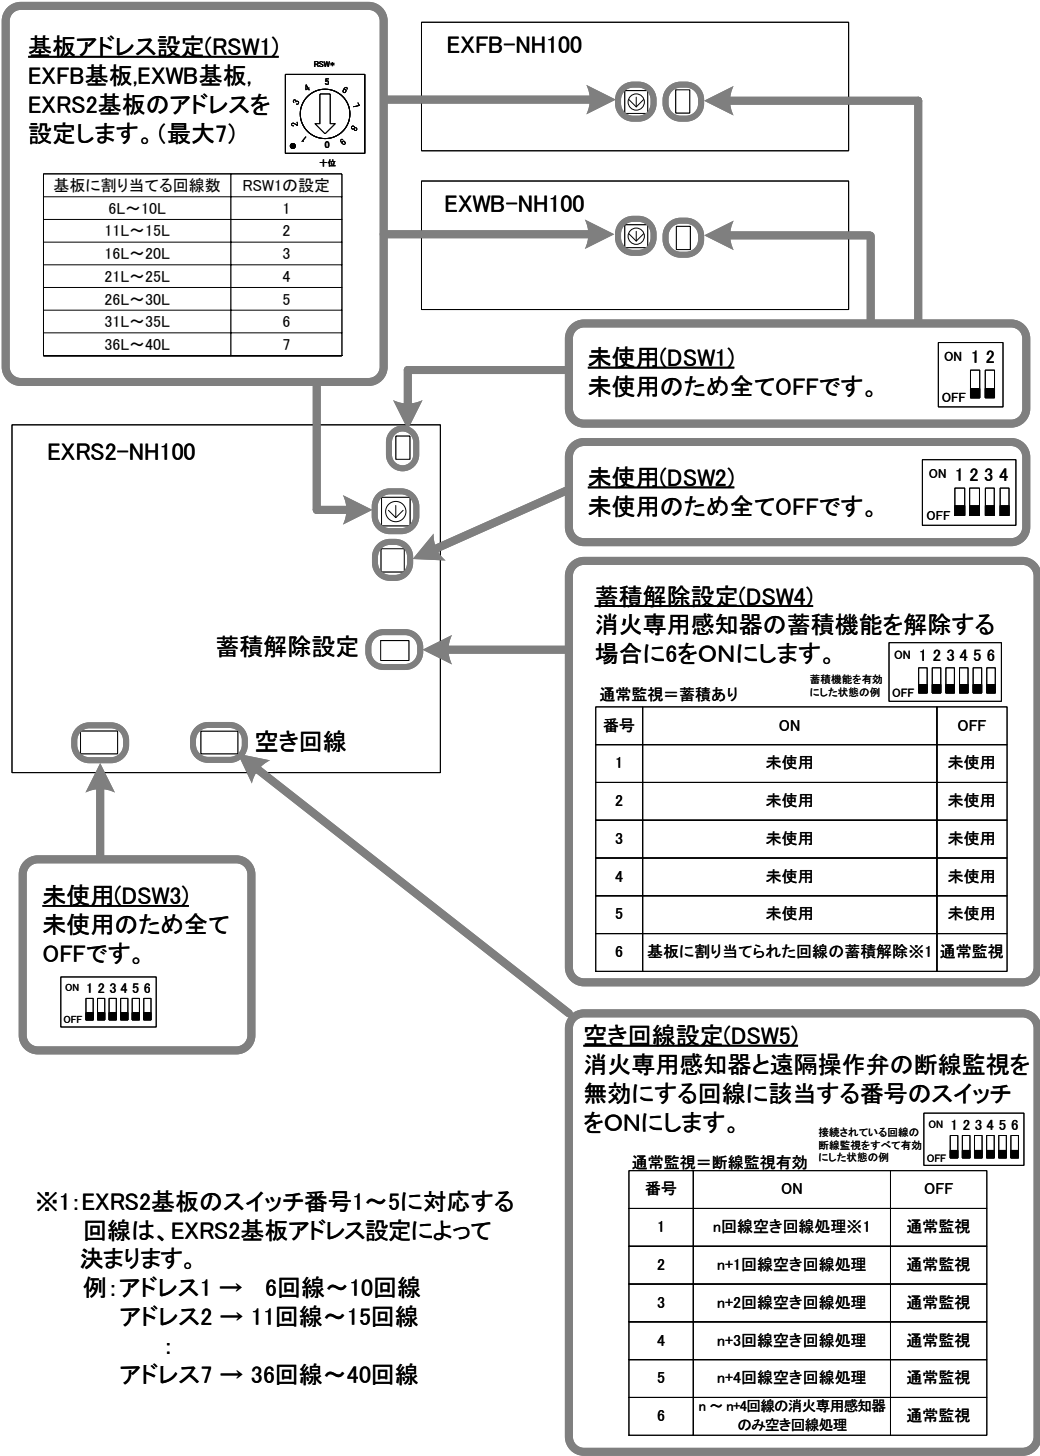 基板アドレス設定(RSW1)
EXFB基板,EXWB基板,
EXRS2基板のアドレスを
設定します。（最大7）
RSW*
0 1 2 3 4 5 6 7 8 9
十位
基板に割り当てる回線数 RSW1の設定
6L～10L 1
11L～15L 2
16L～20L 3
21L～25L 4
26L～30L 5
31L～35L 6
36L～40L 7
EXFB-NH100
EXWB-NH100
未使用(DSW1)
未使用のため全てOFFです。
ON 1 2
OFF
EXRS2-NH100
未使用(DSW2)
未使用のため全てOFFです。
ON 1 2 3 4
OFF
蓄積解除設定
空き回線
蓄積解除設定(DSW4)
消火専用感知器の蓄積機能を解除する
場合に6をONにします。
蓄積機能を有効
にした状態の例
ON 1 2 3 4 5 6
OFF
通常監視＝蓄積あり
番号 ON OFF
1 未使用 未使用
2 未使用 未使用
3 未使用 未使用
4 未使用 未使用
5 未使用 未使用
6 基板に割り当てられた回線の蓄積解除※1 通常監視
未使用(DSW3)
未使用のため全て
OFFです。
ON 1 2 3 4 5 6
OFF
空き回線設定(DSW5)
消火専用感知器と遠隔操作弁の断線監視を
無効にする回線に該当する番号のスイッチ
をONにします。
接続されている回線の
断線監視をすべて有効
にした状態の例
ON 1 2 3 4 5 6
OFF
通常監視＝断線監視有効
番号 ON OFF
1 n回線空き回線処理※1 通常監視
2 n+1回線空き回線処理 通常監視
3 n+2回線空き回線処理 通常監視
4 n+3回線空き回線処理 通常監視
5 n+4回線空き回線処理 通常監視
6 n ～ n+4回線の消火専用感知器
のみ空き回線処理 通常監視
※1:EXRS2基板のスイッチ番号1～5に対応する
回線は、EXRS2基板アドレス設定によって
決まります。
例:アドレス1 → 6回線～10回線
アドレス2 → 11回線～15回線
:
アドレス7 → 36回線～40回線